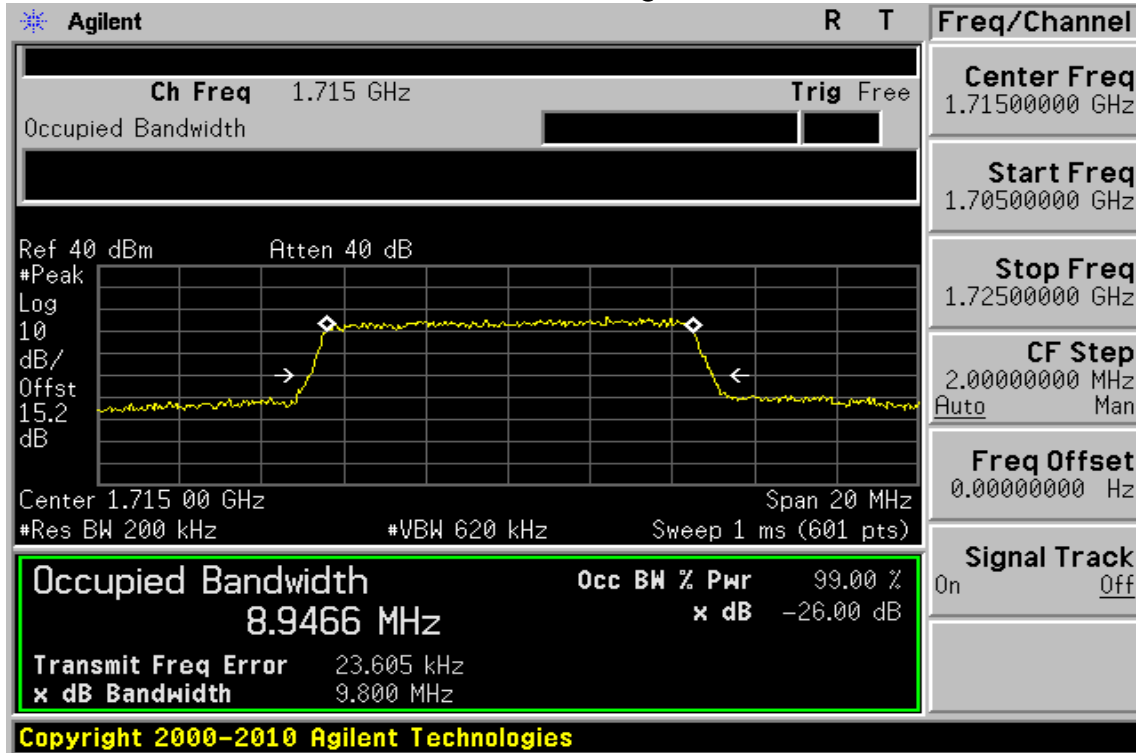 Agilent R T Freq/Channel
Ch Freq 1.715 GHz Trig Free
Occupied Bandwidth
Center Freq
1.71500000 GHz
Start Freq
1.70500000 GHz
Stop Freq
1.72500000 GHz
CF Step
2.00000000 MHz
Auto Man
Freq Offset
0.00000000 Hz
Signal Track
On Off
Ref 40 dBm Atten 40 dB
#Peak
Log
10
dB/
Offst
15.2
dB
Center 1.715 00 GHz Span 20 MHz
#Res BW 200 kHz #VBW 620 kHz Sweep 1 ms (601 pts)
Occupied Bandwidth Occ BW % Pwr 99.00 %
8.9466 MHz x dB -26.00 dB
Transmit Freq Error 23.605 kHz
x dB Bandwidth 9.800 MHz
Copyright 2000-2010 Agilent Technologies